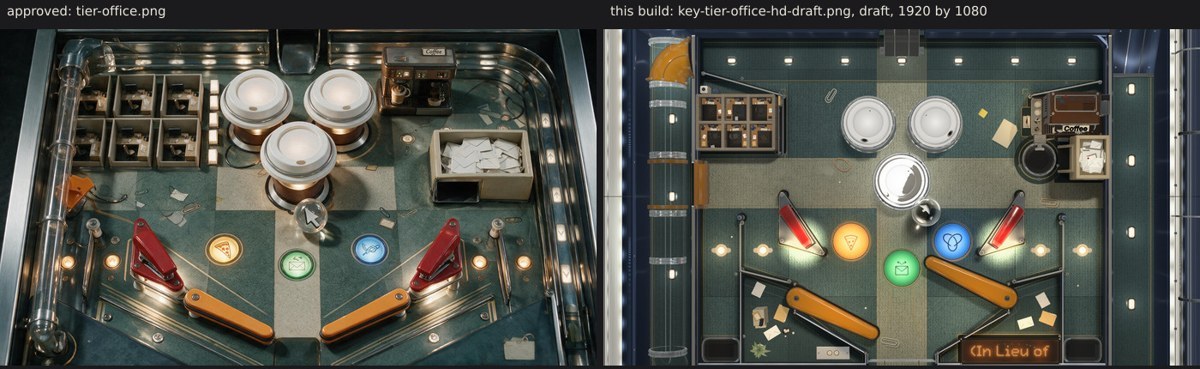 approved: tier-office.png
this build: key-tier-office-hd-draft.png, draft, 1920 by 1080
Coffee
Coffee
(In Lieu of